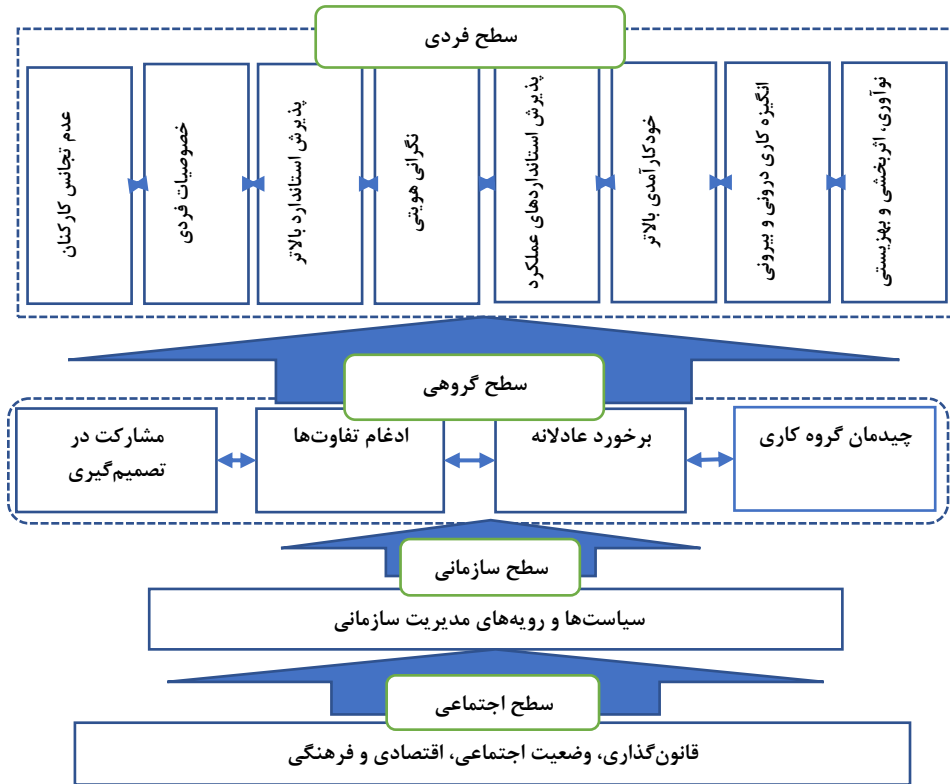 سطح فردی
نوآوری، اثربخشی و بهزیستی
انگیزه کاری درونی و بیرونی
خودکارآمدی بالاتر
پذیرش استانداردهای عملکرد
نگرانی هویتی
پذیرش استاندارد بالاتر
خصوصیات فردی
عدم تجانس کارکنان
سطح گروهی
چیدمان گروه کاری
برخورد عادلانه
ادغام تفاوت‌ها
مشارکت در
تصمیم‌گیری
سطح سازمانی
سیاست‌ها و رویه‌های مدیریت سازمانی
سطح اجتماعی
قانون‌گذاری، وضعیت اجتماعی، اقتصادی و فرهنگی